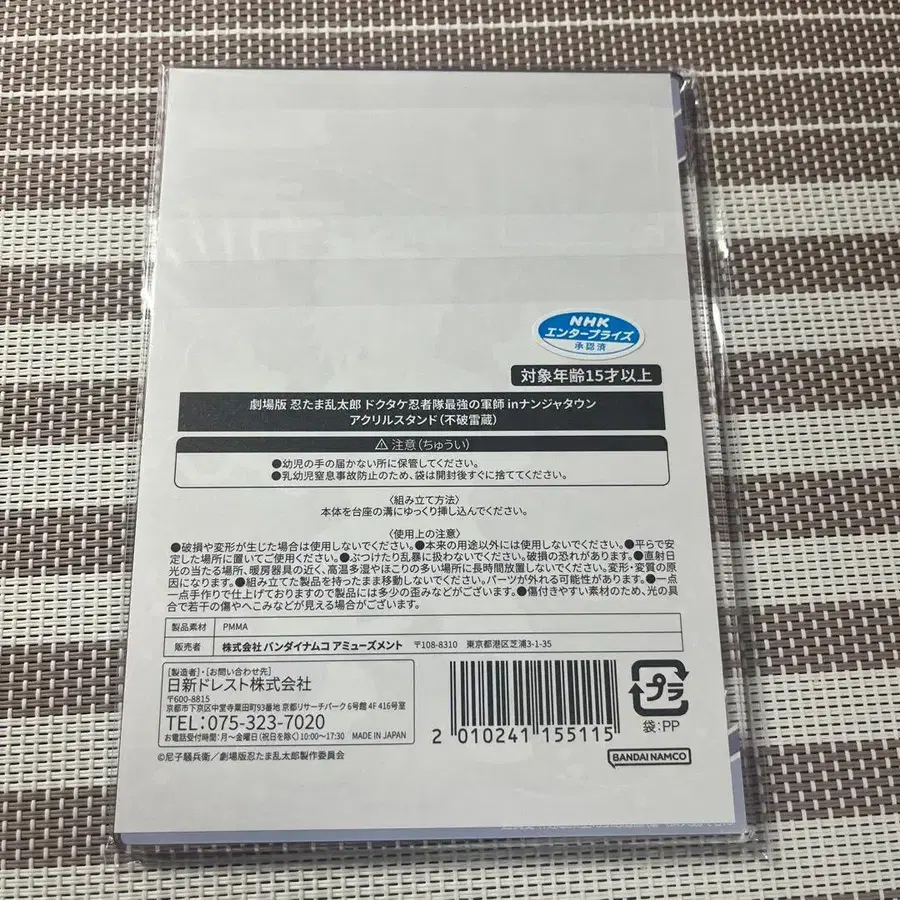 NHK
エンタープライズ
承認済
対象年齢15才以上
劇場版 忍たま乱太郎 ドクタケ忍者隊最強の軍師 inナンジャタウン
アクリルスタンド(不破雷蔵)
⚠ 注意(ちゅうい)
●幼児の手の届かない所に保管してください。
●乳幼児窒息事故防止のため、袋は開封後すぐに捨ててください。
〈組み立て方法〉
本体を台座の溝にゆっくり挿し込んでください。
〈使用上の注意〉
●破損や変形が生じた場合は使用しないでください。●本来の用途以外には使用しないでください。●平らで安
定した場所に置いてご使用ください。●ぶつけたり乱暴に扱わないでください。破損の恐れがあります。●直射日
光の当たる場所、暖房器具の近く、高温多湿やほこりの多い場所に長時間放置しないでください。変形・変質の原
因になります。●組み立てた製品を持ったまま移動しないでください。パーツが外れる可能性があります。●一点
一点手作りで仕上げておりますので製品には多少の歪みなどがございます。●傷付きやすい素材のため、光の具
合で若干の傷やへこみなどが見える場合がございます。
製品素材 PMMA
販売者 株式会社 バンダイナムコ アミューズメント 〒108-8310 東京都港区芝浦3-1-35
[製造者]・[お問い合わせ先]
日新ドレスト株式会社
〒600-8815
京都市下京区中堂寺粟田町93番地 京都リサーチパーク 6号館 4F 416号室
TEL:075-323-7020
お電話受付時間:月~金曜日(祝日を除く)10:00~17:30 MADE IN JAPAN
©尼子騒兵衛/劇場版忍たま乱太郎製作委員会
2 010241 155115
プラ
袋:PP
BANDAI NAMCO